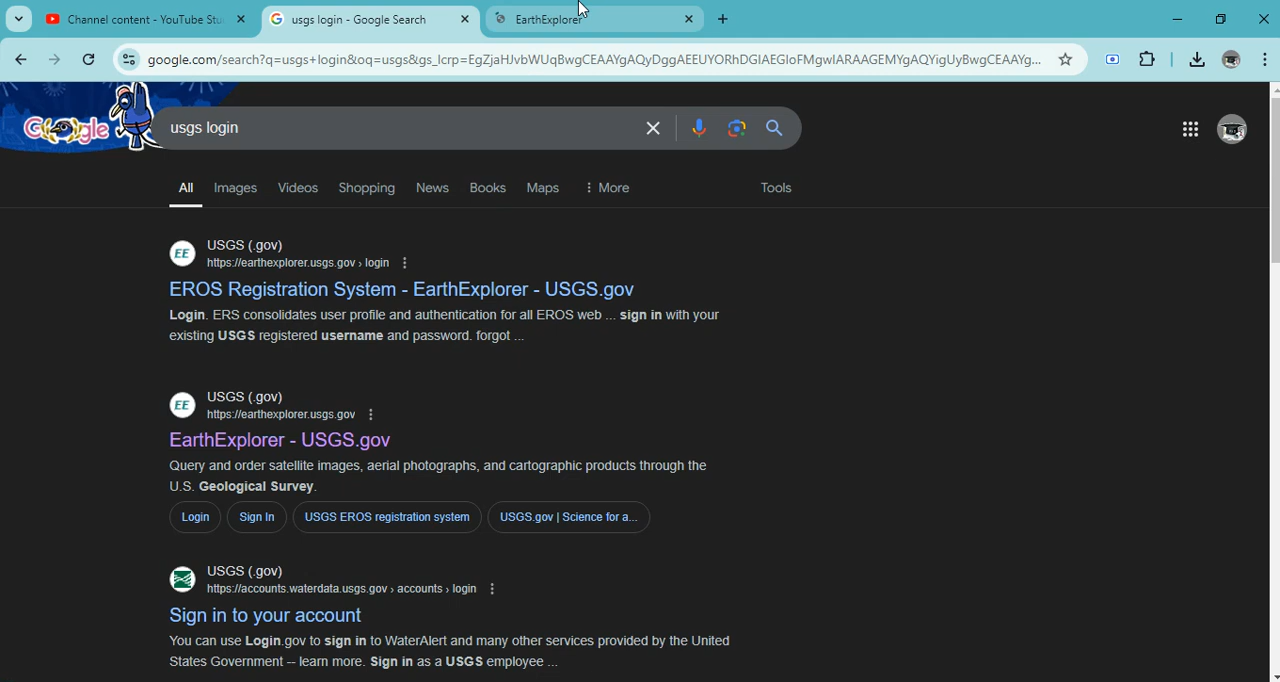 Channel content - YouTube Stu
usgs login - Google Search
EarthExplorer
google.com/search?q=usgs+login&oq=usgs&gs_lcrp=EgZjaHJvbWUqBwgCEAAYgAQyDggAEEUYORhDGIAEGIoFMgwIARAAGEMYgAQYigUyBwgCEAAYg...
Google
usgs login
All Images Videos Shopping News Books Maps More Tools
EE
USGS (.gov)
https://earthexplorer.usgs.gov › login
EROS Registration System - EarthExplorer - USGS.gov
Login. ERS consolidates user profile and authentication for all EROS web ... sign in with your
existing USGS registered username and password. forgot ...
EE
USGS (.gov)
https://earthexplorer.usgs.gov
EarthExplorer - USGS.gov
Query and order satellite images, aerial photographs, and cartographic products through the
U.S. Geological Survey.
Login Sign In USGS EROS registration system USGS.gov | Science for a...
USGS (.gov)
https://accounts.waterdata.usgs.gov › accounts › login
Sign in to your account
You can use Login.gov to sign in to WaterAlert and many other services provided by the United
States Government -- learn more. Sign in as a USGS employee ...